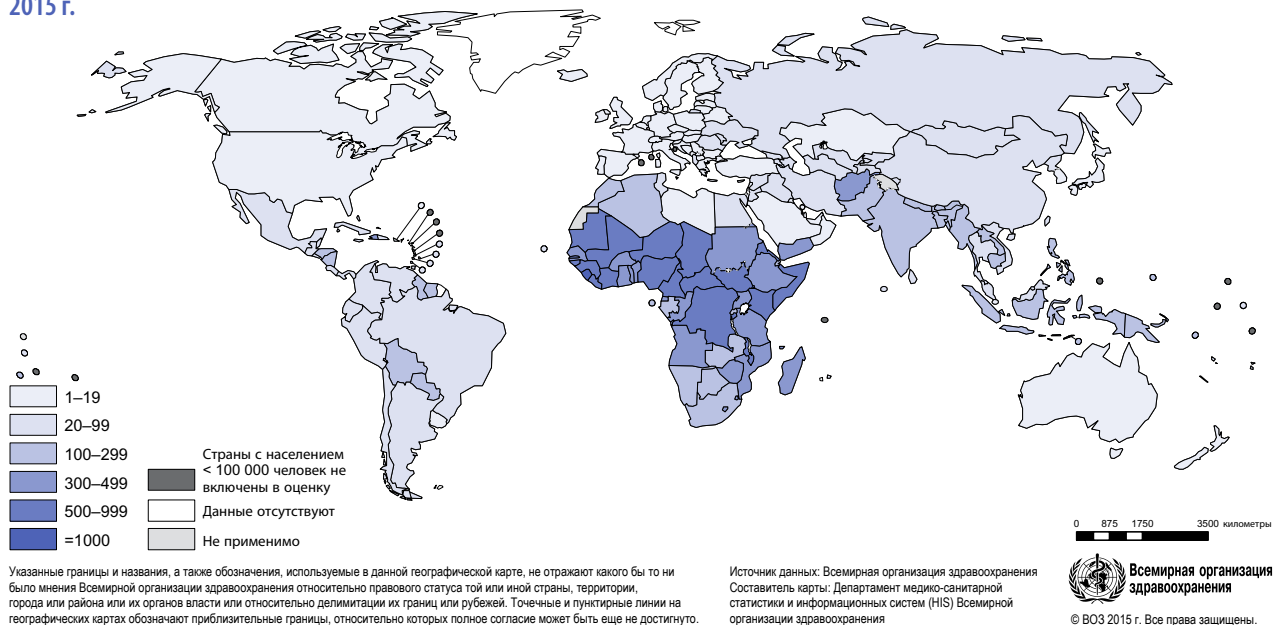 2015 г.
1–19
20–99
100–299
300–499
500–999
=1000
Страны с населением
< 100 000 человек не
включены в оценку
Данные отсутствуют
Не применимо
0 875 1750 3500 километры
Указанные границы и названия, а также обозначения, используемые в данной географической карте, не отражают какого бы то ни
было мнения Всемирной организации здравоохранения относительно правового статуса той или иной страны, территории,
города или района или их органов власти или относительно делимитации их границ или рубежей. Точечные и пунктирные линии на
географических картах обозначают приблизительные границы, относительно которых полное согласие может быть еще не достигнуто.
Источник данных: Всемирная организация здравоохранения
Составитель карты: Департамент медико-санитарной
статистики и информационных систем (HIS) Всемирной
организации здравоохранения
Всемирная организация
здравоохранения
© ВОЗ 2015 г. Все права защищены.